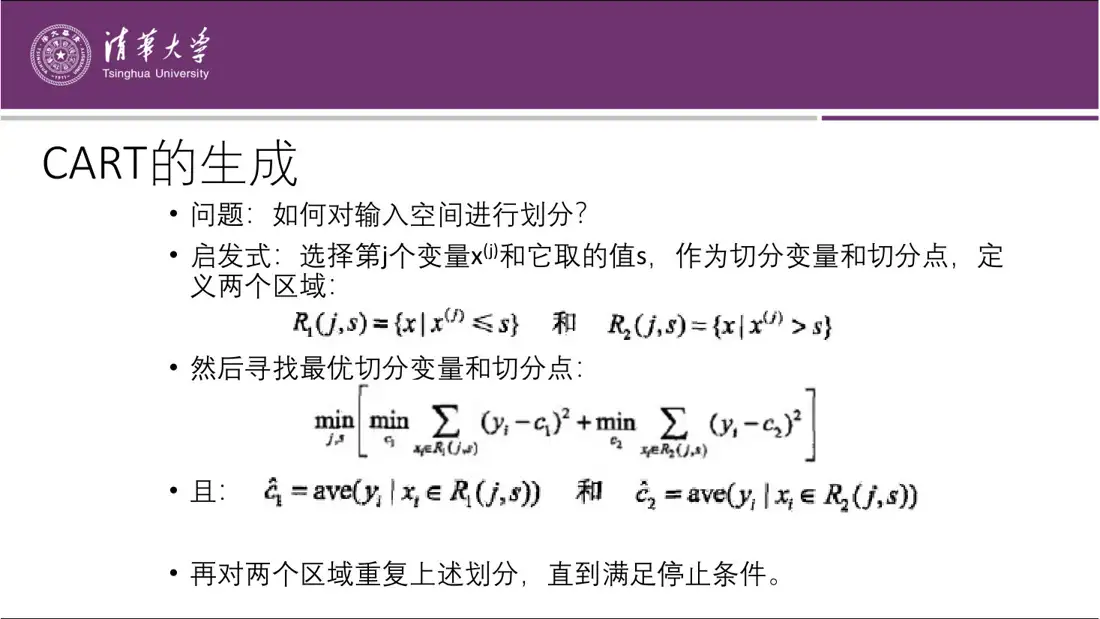 清华大学
Tsinghua University
CART的生成
• 问题：如何对输入空间进行划分？
• 启发式：选择第j个变量x⁽ʲ⁾和它取的值s，作为切分变量和切分点，定
义两个区域：
R₁(j,s)={x|x⁽ʲ⁾≤s} 和 R₂(j,s)={x|x⁽ʲ⁾>s}
• 然后寻找最优切分变量和切分点：
min_{j,s}[min_{c₁} ∑_{xᵢ∈R₁(j,s)} (yᵢ−c₁)²+min_{c₂} ∑_{xᵢ∈R₂(j,s)} (yᵢ−c₂)²]
• 且： ĉ₁=ave(yᵢ|xᵢ∈R₁(j,s)) 和 ĉ₂=ave(yᵢ|xᵢ∈R₂(j,s))
• 再对两个区域重复上述划分，直到满足停止条件。